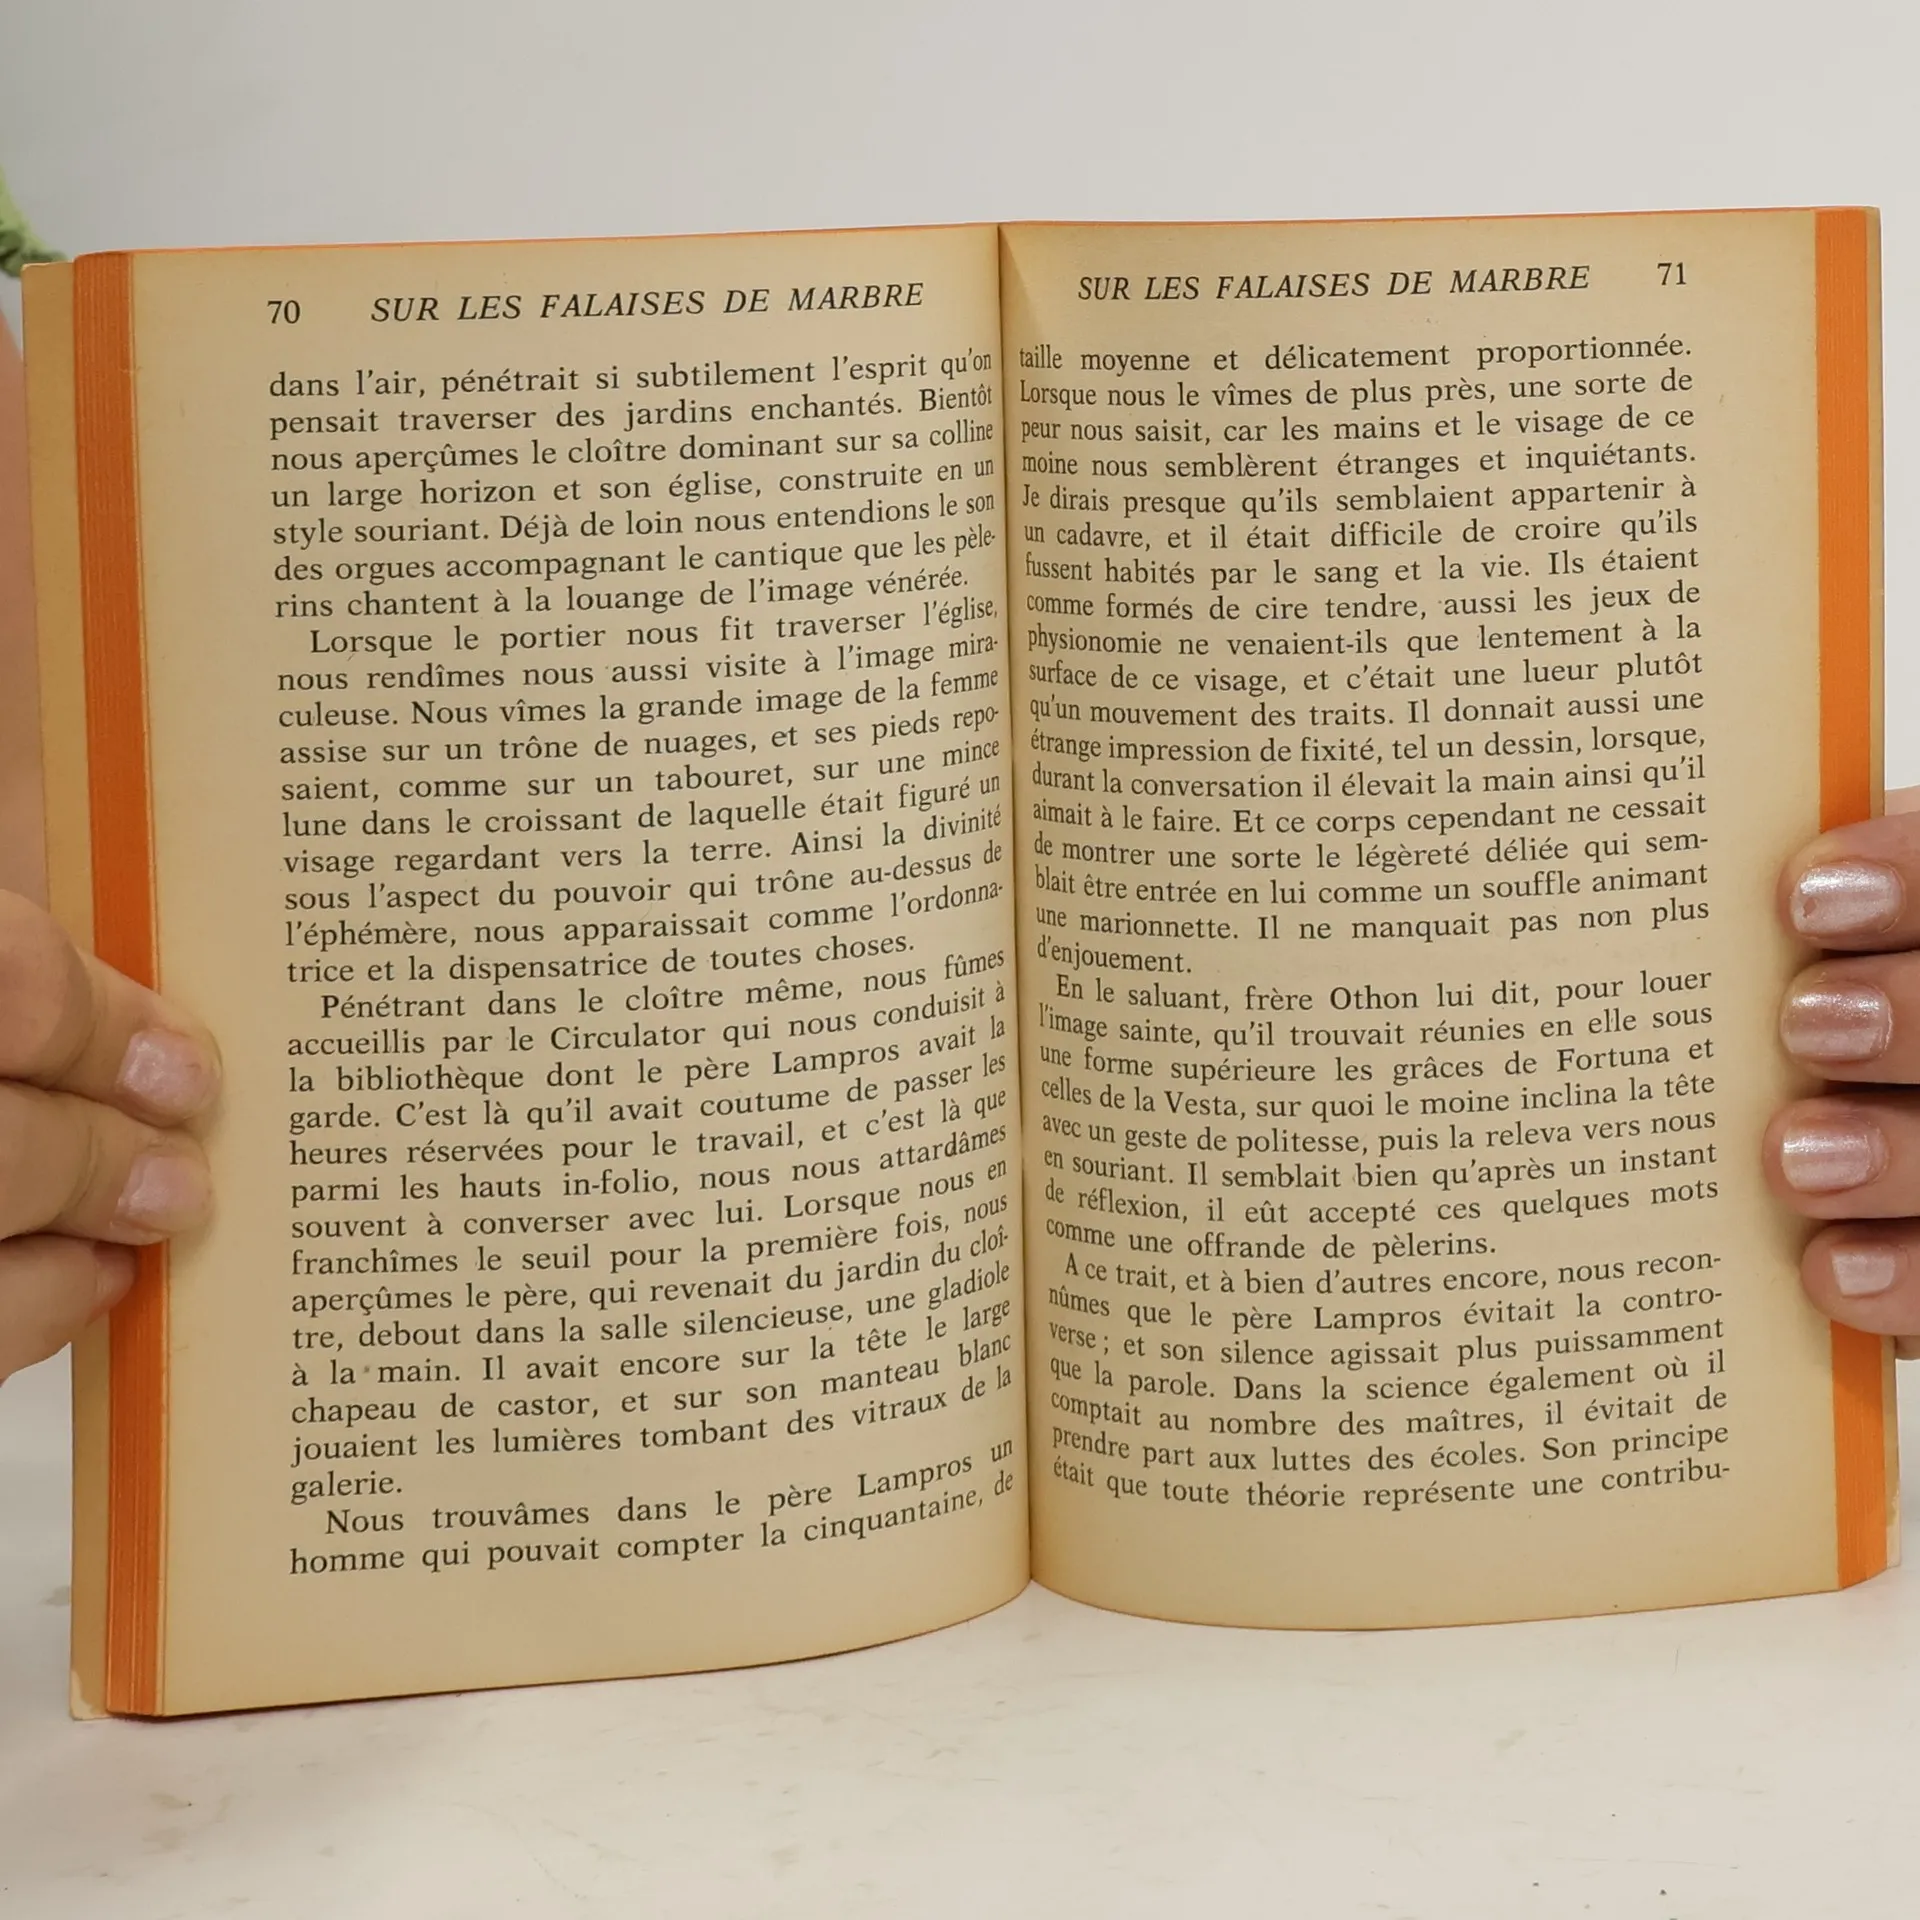 70 SUR LES FALAISES DE MARBRE
dans l'air, pénétrait si subtilement l'esprit qu'on
pensait traverser des jardins enchantés. Bientôt
nous aperçûmes le cloître dominant sur sa colline
un large horizon et son église, construite en un
style souriant. Déjà de loin nous entendions le son
des orgues accompagnant le cantique que les pèle-
rins chantent à la louange de l'image vénérée.
Lorsque le portier nous fit traverser l'église,
nous rendîmes nous aussi visite à l'image mira-
culeuse. Nous vîmes la grande image de la femme
assise sur un trône de nuages, et ses pieds repo-
saient, comme sur un tabouret, sur une mince
lune dans le croissant de laquelle était figuré un
visage regardant vers la terre. Ainsi la divinité
sous l'aspect du pouvoir qui trône au-dessus de
l'éphémère, nous apparaissait comme l'ordonna-
trice et la dispensatrice de toutes choses.
Pénétrant dans le cloître même, nous fûmes
accueillis par le Circulator qui nous conduisit à
la bibliothèque dont le père Lampros avait la
garde. C'est là qu'il avait coutume de passer les
heures réservées pour le travail, et c'est là que
parmi les hauts in-folio, nous nous attardâmes
souvent à converser avec lui. Lorsque nous en
franchîmes le seuil pour la première fois, nous
aperçûmes le père, qui revenait du jardin du cloî-
tre, debout dans la salle silencieuse, une gladiole
à la main. Il avait encore sur la tête le large
chapeau de castor, et sur son manteau blanc
jouaient les lumières tombant des vitraux de la
galerie.
Nous trouvâmes dans le père Lampros un
homme qui pouvait compter la cinquantaine, de
SUR LES FALAISES DE MARBRE 71
taille moyenne et délicatement proportionnée.
Lorsque nous le vîmes de plus près, une sorte de
peur nous saisit, car les mains et le visage de ce
moine nous semblèrent étranges et inquiétants.
Je dirais presque qu'ils semblaient appartenir à
un cadavre, et il était difficile de croire qu'ils
fussent habités par le sang et la vie. Ils étaient
comme formés de cire tendre, aussi les jeux de
physionomie ne venaient-ils que lentement à la
surface de ce visage, et c'était une lueur plutôt
qu'un mouvement des traits. Il donnait aussi une
étrange impression de fixité, tel un dessin, lorsque,
durant la conversation il élevait la main ainsi qu'il
aimait à le faire. Et ce corps cependant ne cessait
de montrer une sorte le légèreté déliée qui sem-
blait être entrée en lui comme un souffle animant
une marionnette. Il ne manquait pas non plus
d'enjouement.
En le saluant, frère Othon lui dit, pour louer
l'image sainte, qu'il trouvait réunies en elle sous
une forme supérieure les grâces de Fortuna et
celles de la Vesta, sur quoi le moine inclina la tête
avec un geste de politesse, puis la releva vers nous
en souriant. Il semblait bien qu'après un instant
de réflexion, il eût accepté ces quelques mots
comme une offrande de pèlerins.
A ce trait, et à bien d'autres encore, nous recon-
nûmes que le père Lampros évitait la contro-
verse ; et son silence agissait plus puissamment
que la parole. Dans la science également où il
comptait au nombre des maîtres, il évitait de
prendre part aux luttes des écoles. Son principe
était que toute théorie représente une contribu-